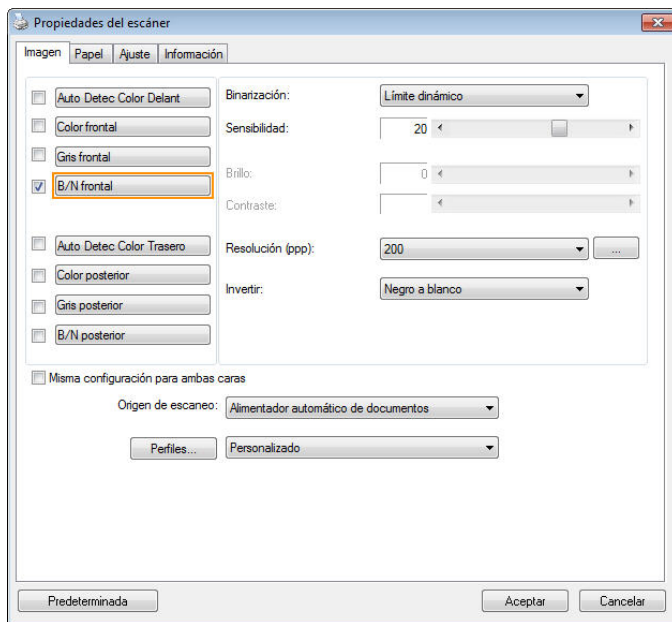 Propiedades del escáner
Imagen Papel Ajuste Información
Auto Detec Color Delant
Color frontal
Gris frontal
B/N frontal
Auto Detec Color Trasero
Color posterior
Gris posterior
B/N posterior
Binarización: Límite dinámico
Sensibilidad: 20
Brillo: 0
Contraste:
Resolución (ppp): 200 ...
Invertir: Negro a blanco
Misma configuración para ambas caras
Origen de escaneo: Alimentador automático de documentos
Perfiles... Personalizado
Predeterminada Aceptar Cancelar